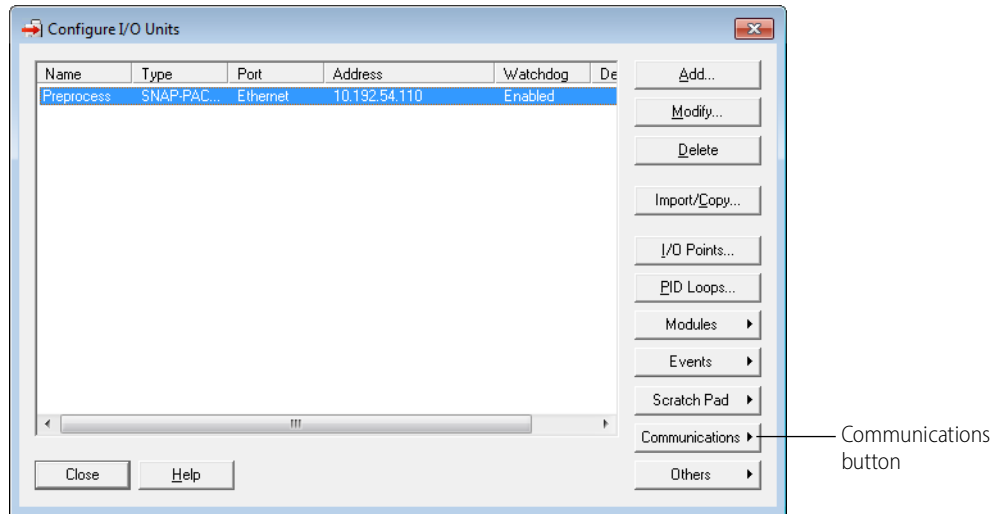 Configure I/O Units
Name Type Port Address Watchdog De
Preprocess SNAP-PAC... Ethernet 10.192.54.110 Enabled
Add...
Modify...
Delete
Import/Copy...
I/O Points...
PID Loops...
Modules
Events
Scratch Pad
Communications
Others
Close Help
Communications
button